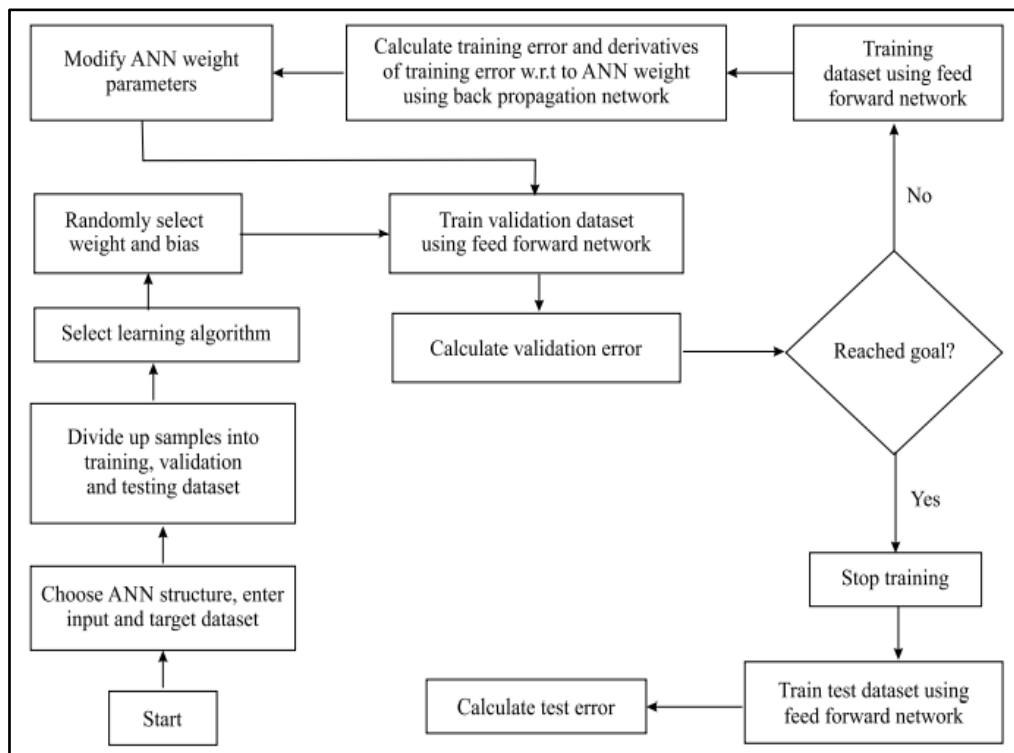 Modify ANN weight
parameters
Calculate training error and derivatives
of training error w.r.t to ANN weight
using back propagation network
Training
dataset using feed
forward network
No
Randomly select
weight and bias
Train validation dataset
using feed forward network
Select learning algorithm
Calculate validation error
Reached goal?
Divide up samples into
training, validation
and testing dataset
Yes
Choose ANN structure, enter
input and target dataset
Stop training
Start
Calculate test error
Train test dataset using
feed forward network